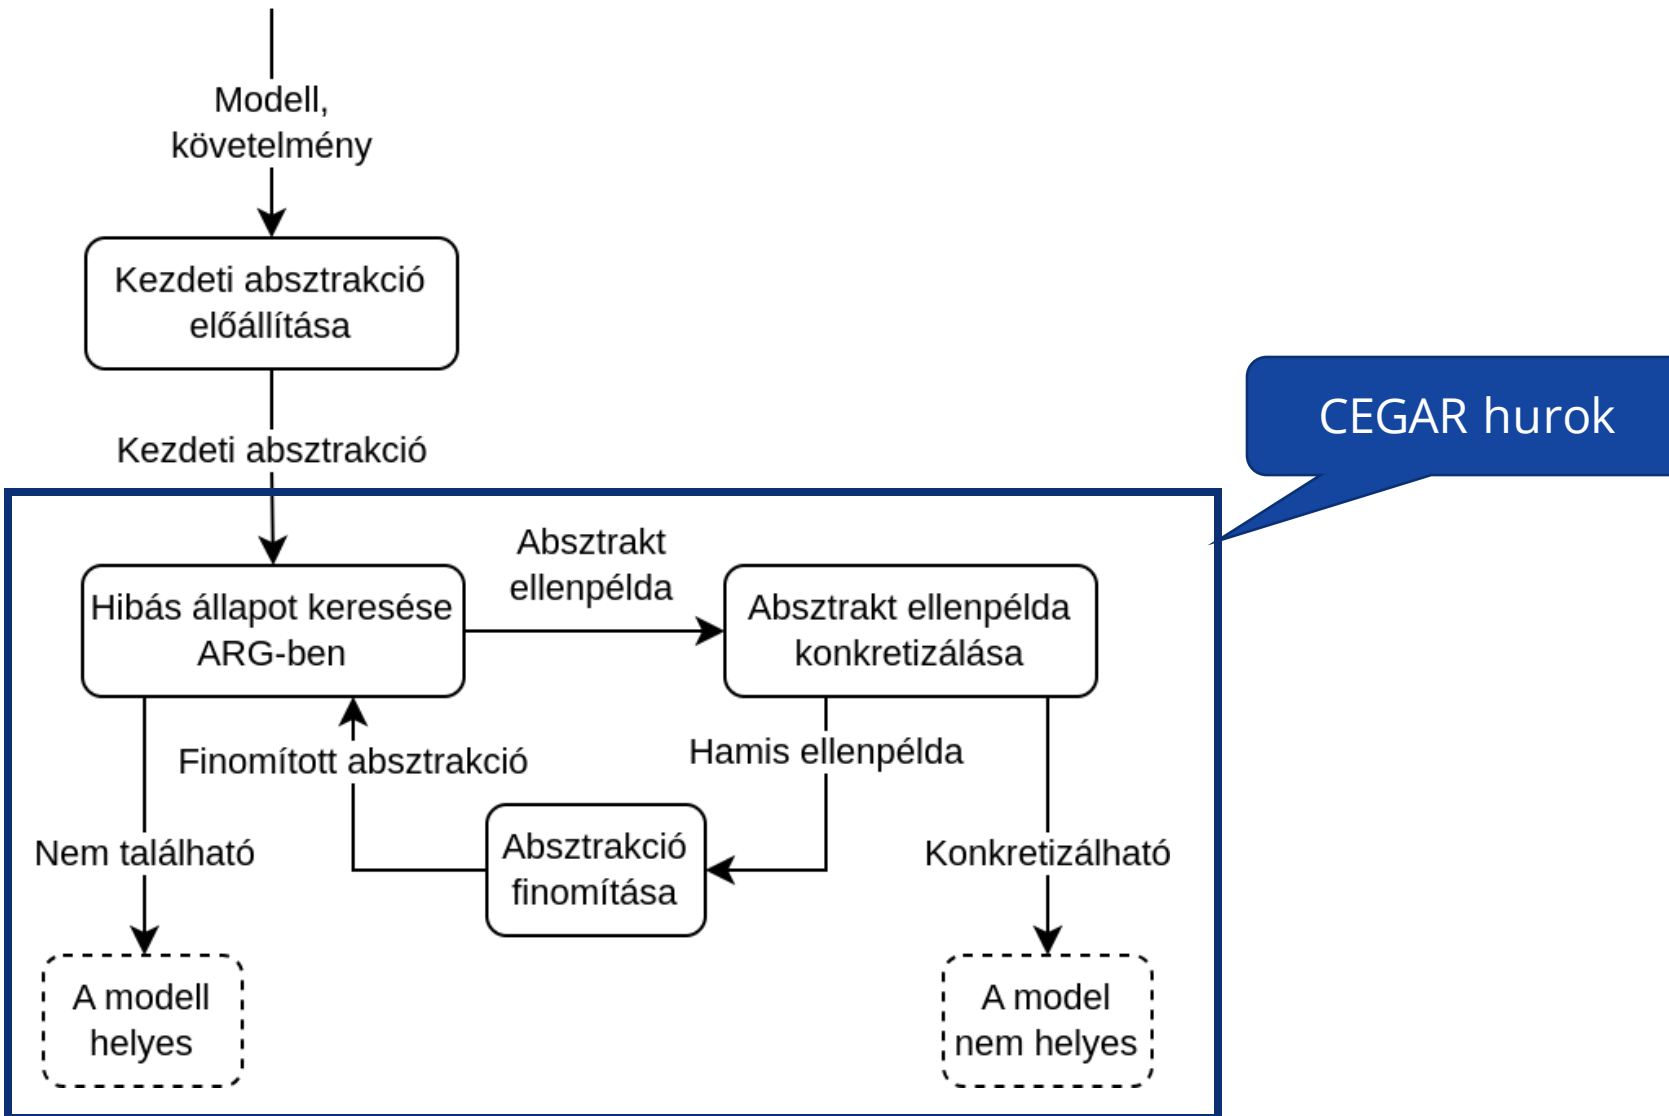 Modell,
követelmény
Kezdeti absztrakció
előállítása
Kezdeti absztrakció
CEGAR hurok
Absztrakt
ellenpélda
Hibás állapot keresése
ARG-ben
Absztrakt ellenpélda
konkretizálása
Finomított absztrakció
Hamis ellenpélda
Nem található
Absztrakció
finomítása
Konkretizálható
A modell
helyes
A model
nem helyes